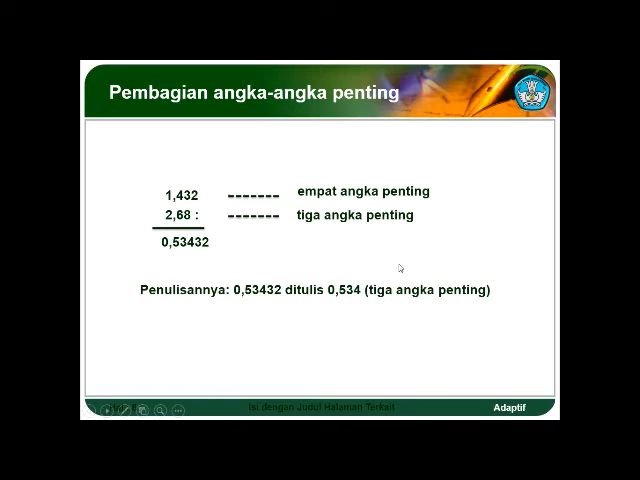 Pembagian angka-angka penting
1,432 ------- empat angka penting
2,68 : ------- tiga angka penting
0,53432
Penulisannya: 0,53432 ditulis 0,534 (tiga angka penting)
Isi dengan Judul Halaman Terkait
Adaptif